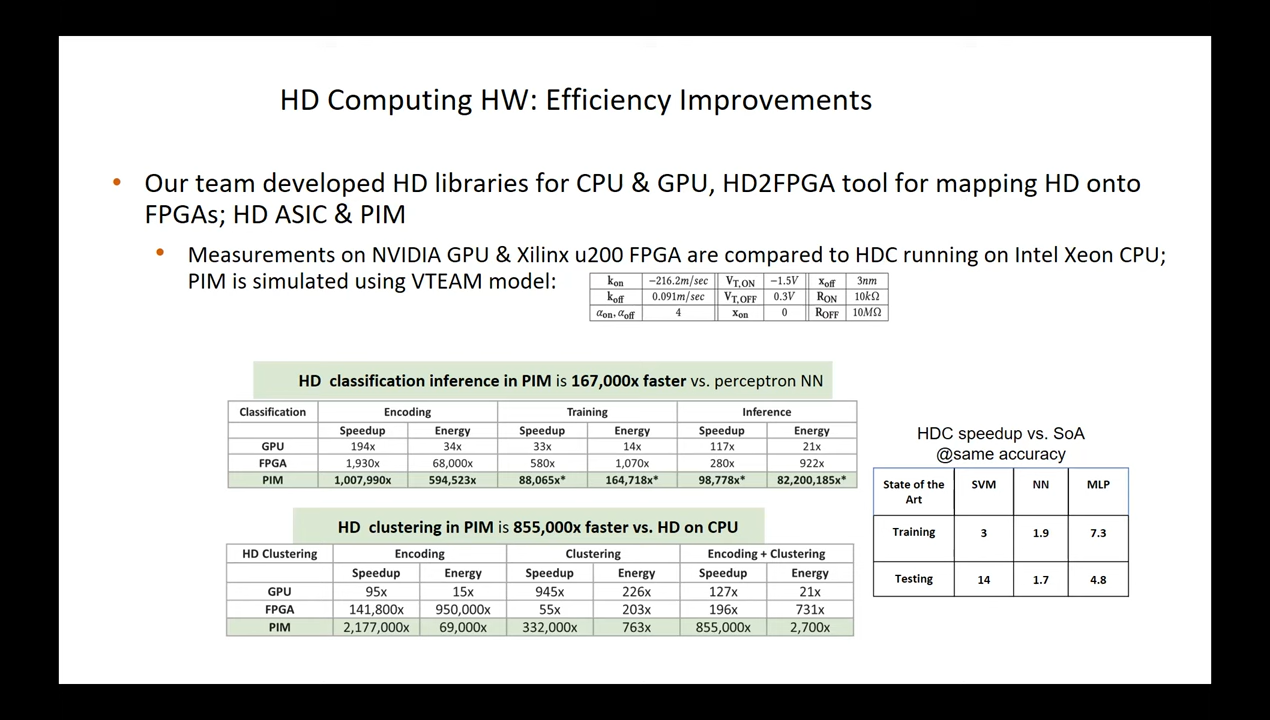 HD Computing HW: Efficiency Improvements
• Our team developed HD libraries for CPU & GPU, HD2FPGA tool for mapping HD onto
FPGAs; HD ASIC & PIM
• Measurements on NVIDIA GPU & Xilinx u200 FPGA are compared to HDC running on Intel Xeon CPU;
PIM is simulated using VTEAM model:
k_on −216.2m/sec V_T,ON −1.5V x_off 3nm
k_off 0.091m/sec V_T,OFF 0.3V R_ON 10kΩ
α_on, α_off 4 x_on 0 R_OFF 10MΩ
HD classification inference in PIM is 167,000x faster vs. perceptron NN
Classification Encoding Training Inference
Speedup Energy Speedup Energy Speedup Energy
GPU 194x 34x 33x 14x 117x 21x
FPGA 1,930x 68,000x 580x 1,070x 280x 922x
PIM 1,007,990x 594,523x 88,065x* 164,718x* 98,778x* 82,200,185x*
HD clustering in PIM is 855,000x faster vs. HD on CPU
HD Clustering Encoding Clustering Encoding + Clustering
Speedup Energy Speedup Energy Speedup Energy
GPU 95x 15x 945x 226x 127x 21x
FPGA 141,800x 950,000x 55x 203x 196x 731x
PIM 2,177,000x 69,000x 332,000x 763x 855,000x 2,700x
HDC speedup vs. SoA
@same accuracy
State of the
Art SVM NN MLP
Training 3 1.9 7.3
Testing 14 1.7 4.8